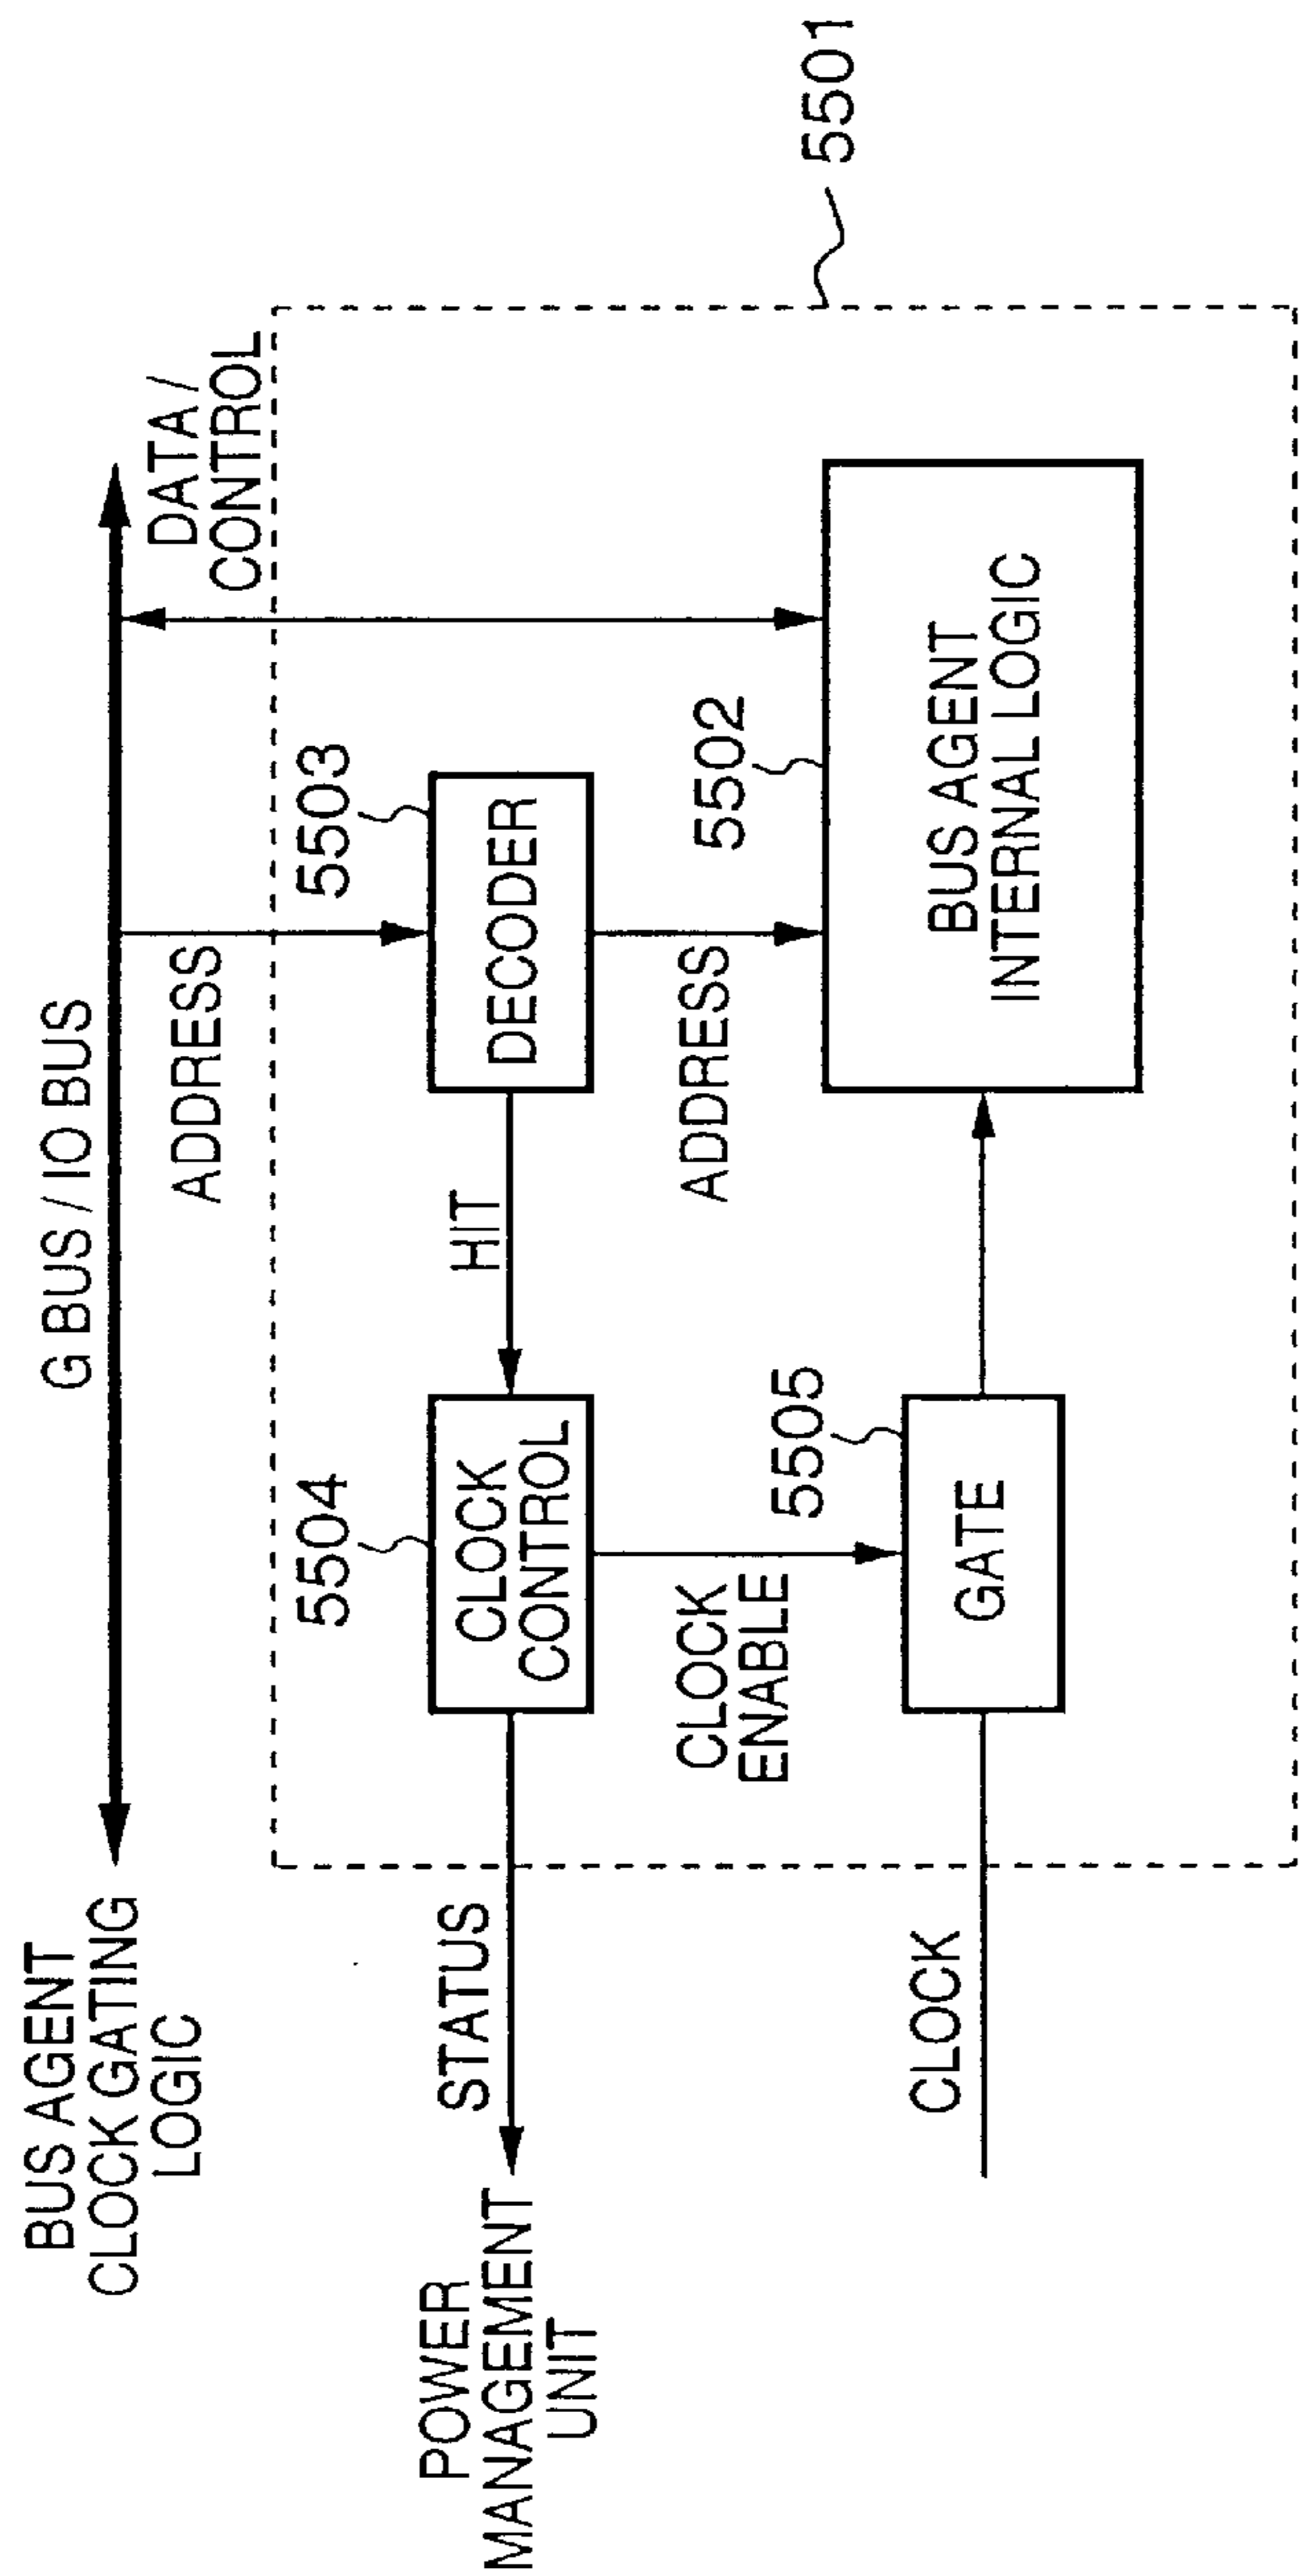 BUS AGENT
CLOCK GATING
LOGIC
G BUS / IO BUS
ADDRESS
DATA /
CONTROL
5501
POWER
MANAGEMENT
UNIT
STATUS
5504
CLOCK
CONTROL
HIT
5503
DECODER
CLOCK
ENABLE
ADDRESS
5502
BUS AGENT
INTERNAL LOGIC
5505
GATE
CLOCK